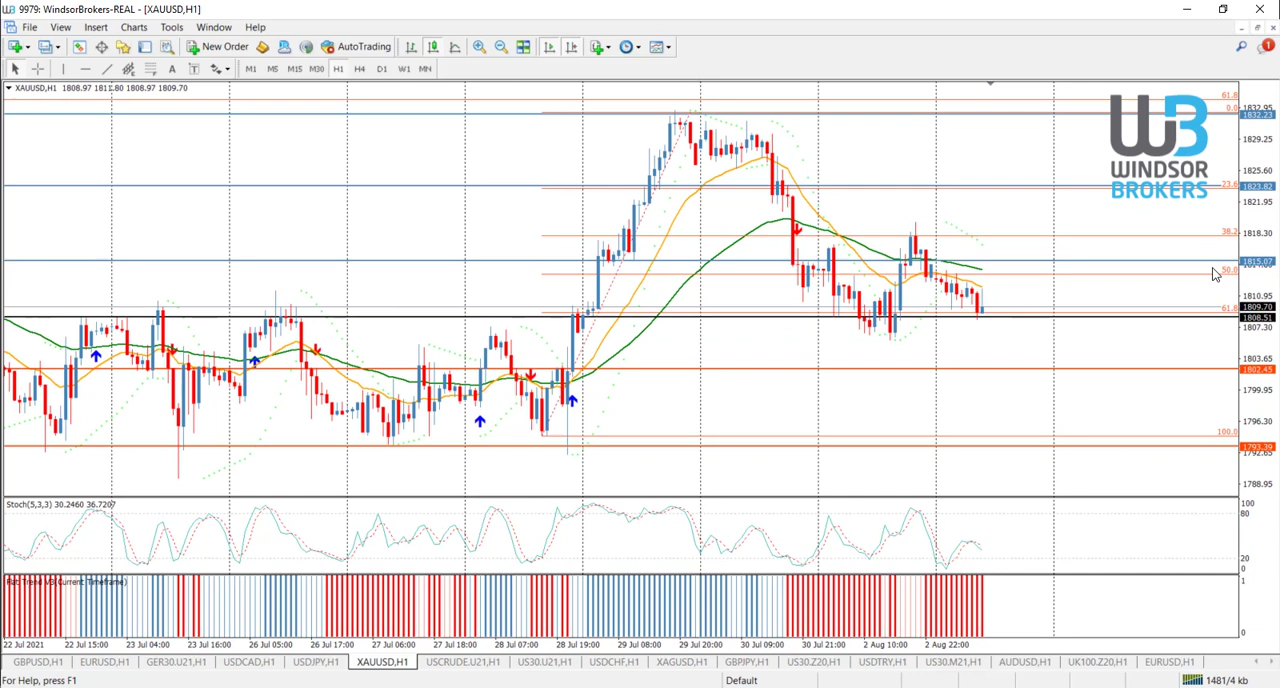 9979: WindsorBrokers-REAL - [XAUUSD,H1]
File View Insert Charts Tools Window Help
New Order AutoTrading
A T M1 M5 M15 M30 H1 H4 D1 W1 MN
XAUUSD,H1 1808.97 1811.80 1808.97 1809.70
61.8
0.0
1832.95
1832.23
1829.25
1825.60
23.6
1823.82
1821.95
38.2
1818.30
1815.07
50.0
1810.95
1809.70
61.8
1808.51
1807.30
1803.65
1802.45
1799.95
1796.30
100.0
1793.39
1792.65
1788.95
WINDSOR
BROKERS
Stoch(5,3,3) 30.2460 36.7207
100
80
20
0
Flat Trend V3 (Current Timeframe)
1
0
22 Jul 2021 22 Jul 15:00 23 Jul 04:00 23 Jul 16:00 26 Jul 05:00 26 Jul 17:00 27 Jul 06:00 27 Jul 18:00 28 Jul 07:00 28 Jul 19:00 29 Jul 08:00 29 Jul 20:00 30 Jul 09:00 30 Jul 21:00 2 Aug 10:00 2 Aug 22:00
GBPUSD,H1 EURUSD,H1 GER30.U21,H1 USDCAD,H1 USDJPY,H1 XAUUSD,H1 USCRUDE.U21,H1 US30.U21,H1 USDCHF,H1 XAGUSD,H1 GBPJPY,H1 US30.Z20,H1 USDTRY,H1 US30.M21,H1 AUDUSD,H1 UK100.Z20,H1 EURUSD,H1
For Help, press F1 Default 1481/4 kb